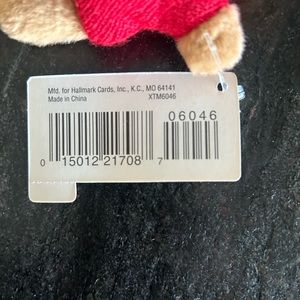 Mfd. for Hallmark Cards, Inc., K.C., MO 64141
Made in China XTM6046
06046
0 15012 21708 7